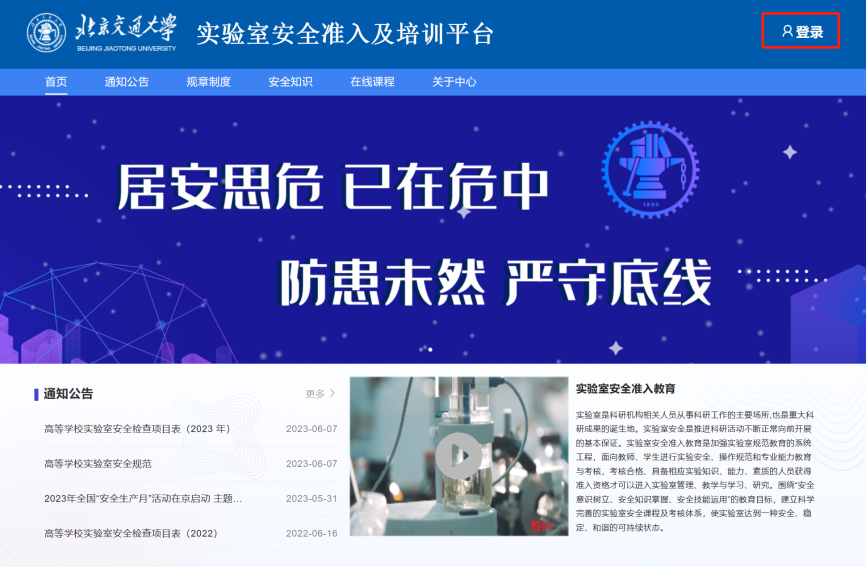 北京交通大学
BEIJING JIAOTONG UNIVERSITY
实验室安全准入及培训平台
登录
首页 通知公告 规章制度 安全知识 在线课程 关于中心
居安思危 已在危中
1896
防患未然 严守底线
通知公告 更多
高等学校实验室安全检查项目表（2023 年） 2023-06-07
高等学校实验室安全规范 2023-06-07
2023年全国“安全生产月”活动在京启动 主题... 2023-05-31
高等学校实验室安全检查项目表（2022） 2022-06-16
实验室安全准入教育
实验室是科研机构相关人员从事科研工作的主要场所,也是重大科
研成果的诞生地。实验室安全是推进科研活动不断正常向前开展
的基本保证。实验室安全准入教育是加强实验室规范教育的系统
工程，面向教师、学生进行实验安全、操作规范和专业能力教育
与考核，考核合格、具备相应实验知识、能力、素质的人员获得
准入资格才可以进入实验室管理、教学与学习、研究。围绕“安全
意识树立、安全知识掌握、安全技能运用”的教育目标，建立科学
完善的实验室安全课程及考核体系，使实验室达到一种安全、稳
定、和谐的可持续状态。